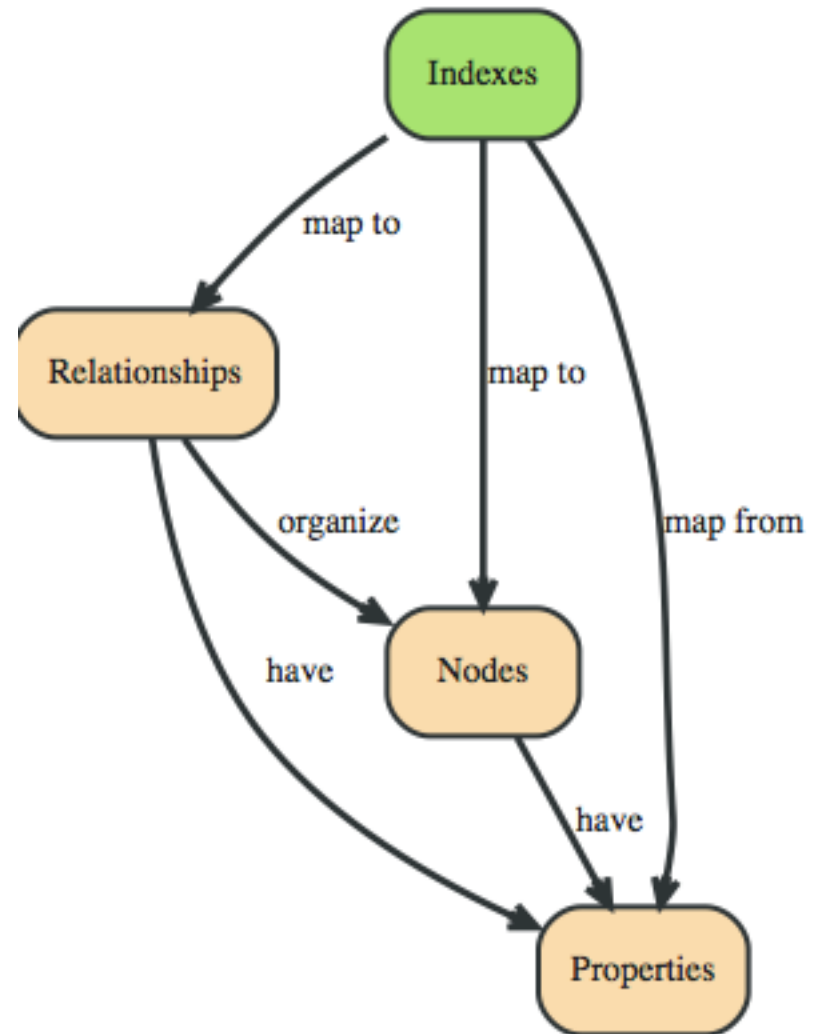 Indexes
map to
Relationships
map to
organize
map from
have
Nodes
have
Properties